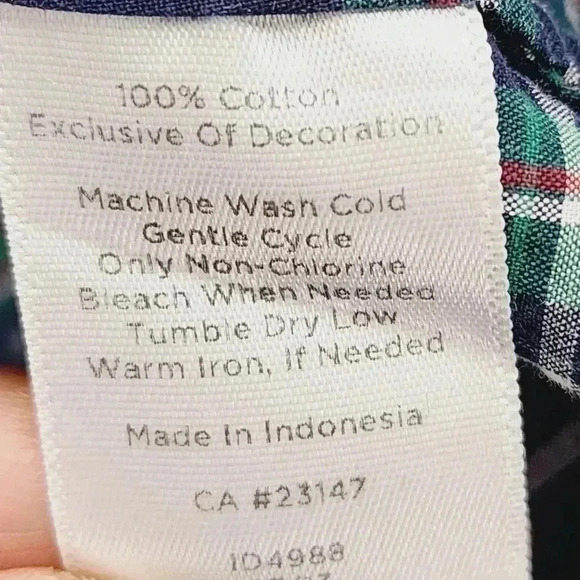 100% Cotton
Exclusive Of Decoration
Machine Wash Cold
Gentle Cycle
Only Non-Chlorine
Bleach When Needed
Tumble Dry Low
Warm Iron, If Needed
Made In Indonesia
CA #23147
ID4988